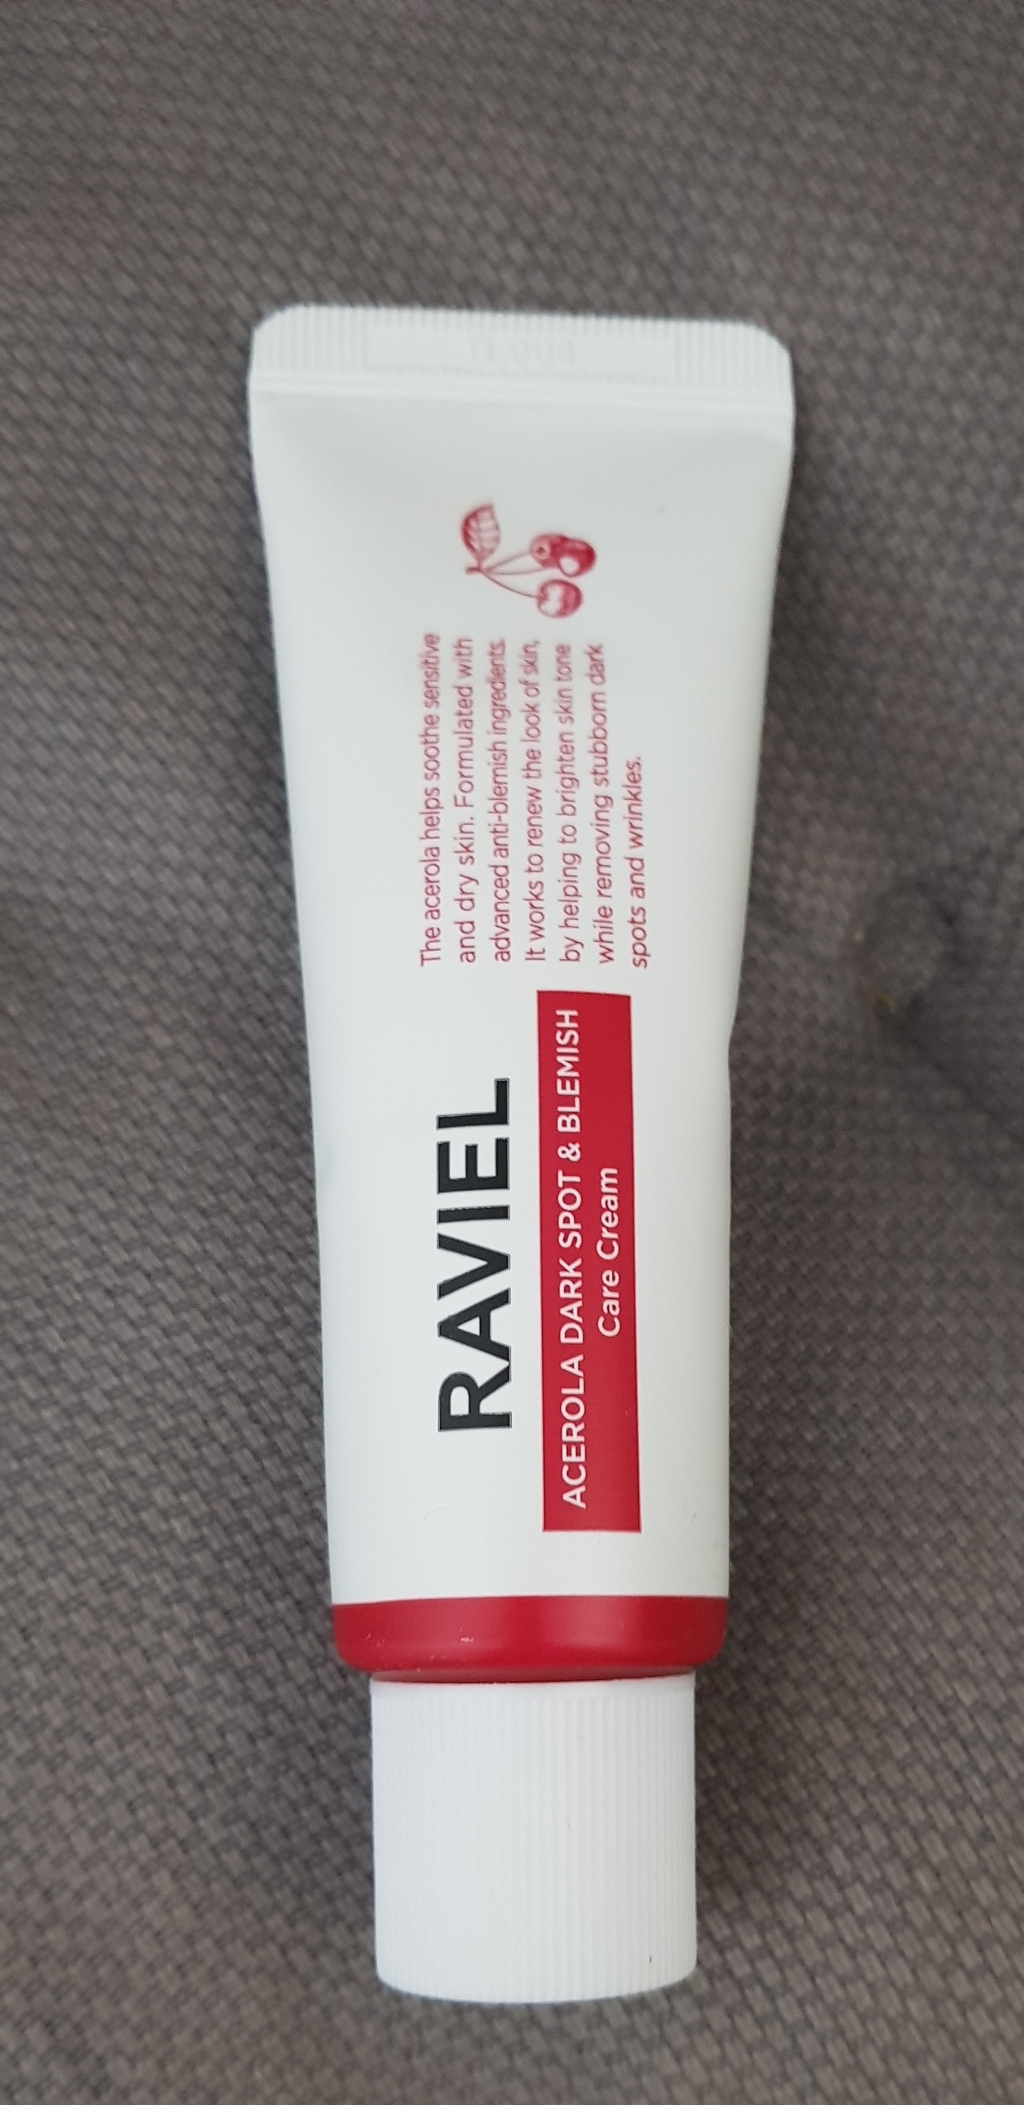 RAVIEL
ACEROLA DARK SPOT & BLEMISH
Care Cream
The acerola helps soothe sensitive
and dry skin. Formulated with
advanced anti-blemish ingredients.
It works to renew the look of skin,
by helping to brighten skin tone
while removing stubborn dark
spots and wrinkles.